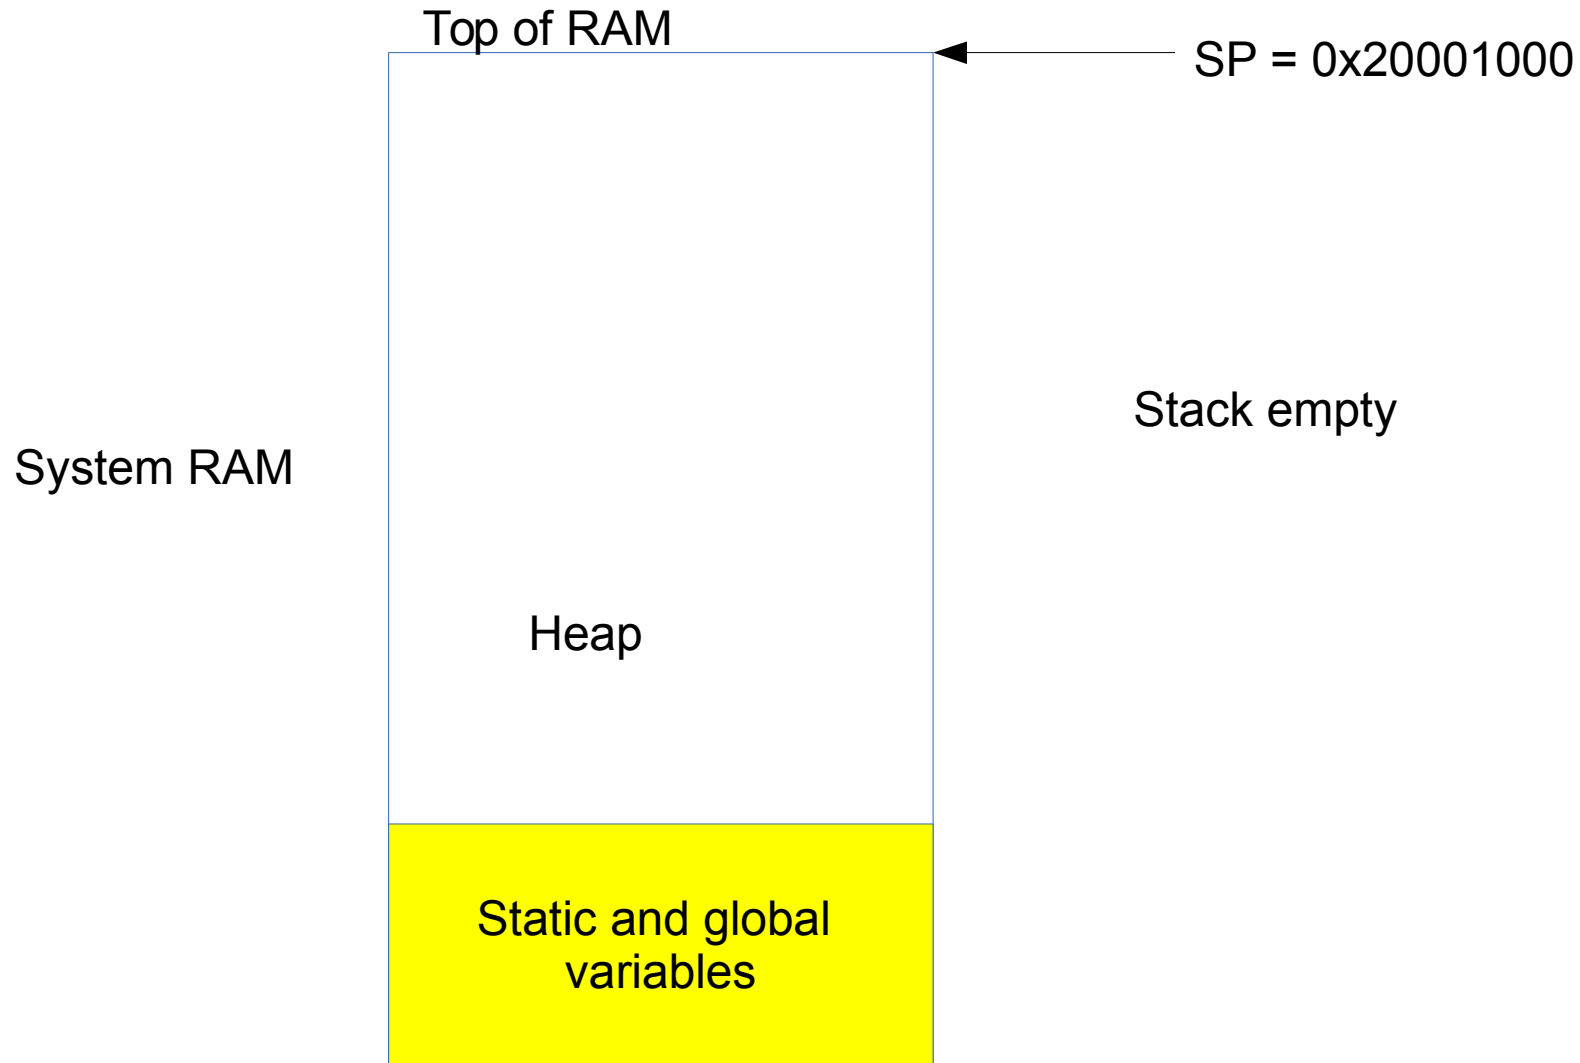 Top of RAM
SP = 0x20001000
Stack empty
System RAM
Heap
Static and global
variables